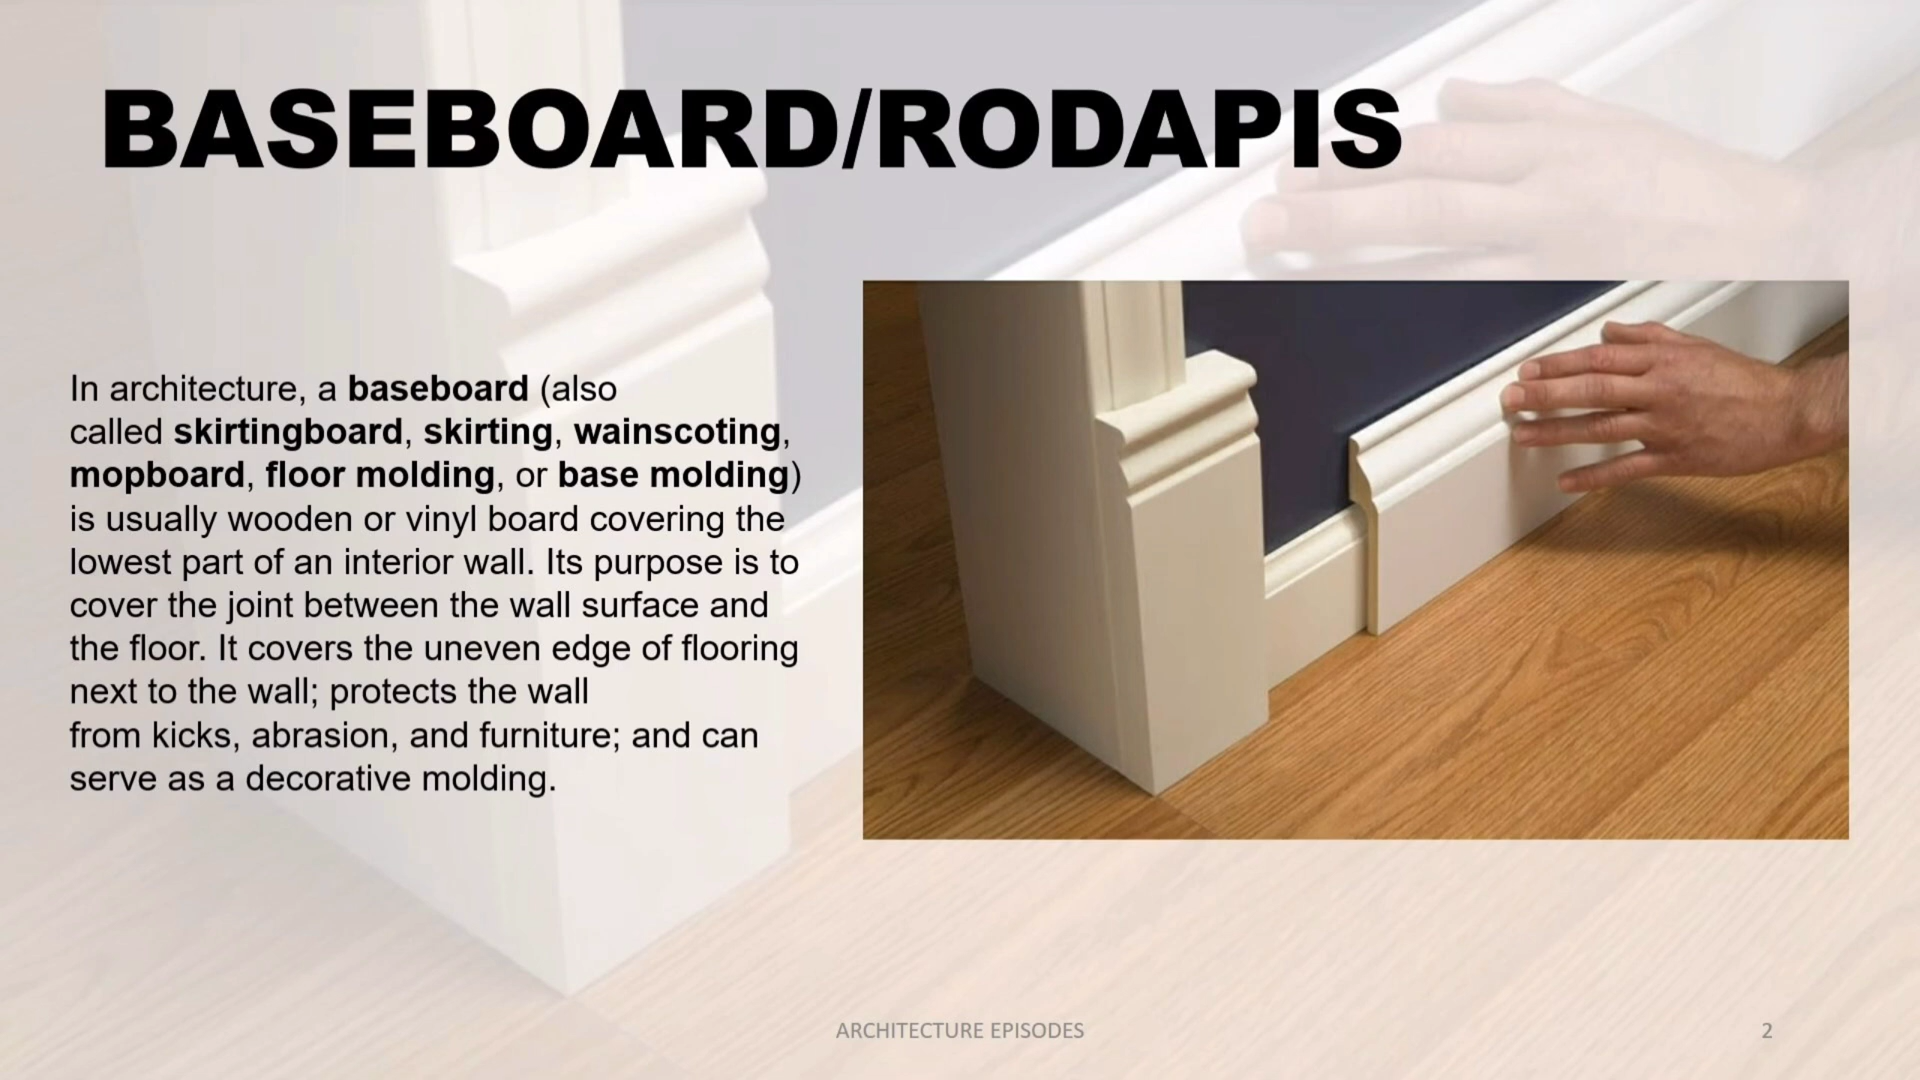 BASEBOARD/RODAPIS
In architecture, a baseboard (also
called skirtingboard, skirting, wainscoting,
mopboard, floor molding, or base molding)
is usually wooden or vinyl board covering the
lowest part of an interior wall. Its purpose is to
cover the joint between the wall surface and
the floor. It covers the uneven edge of flooring
next to the wall; protects the wall
from kicks, abrasion, and furniture; and can
serve as a decorative molding.
ARCHITECTURE EPISODES
2